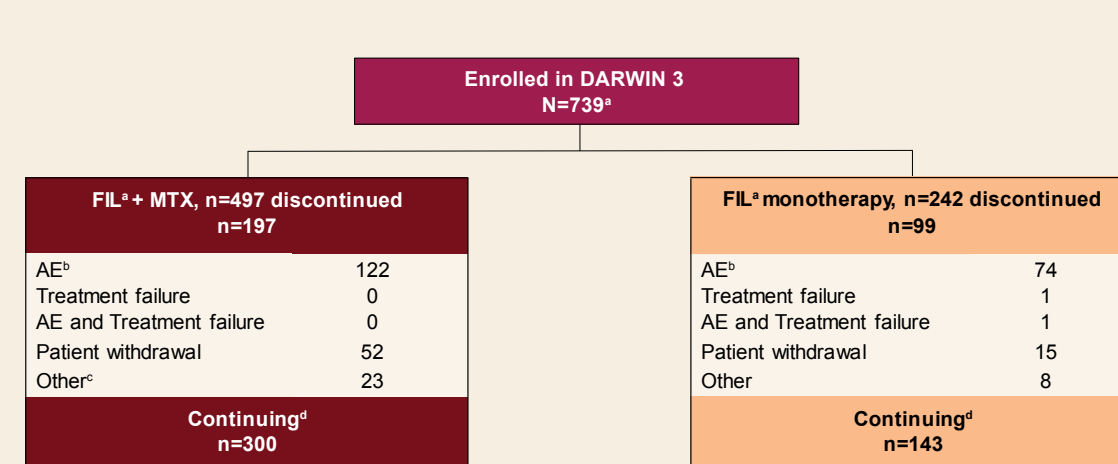 Enrolled in DARWIN 3
N=739ª
FILª + MTX, n=497 discontinued
n=197
AEᵇ 122
Treatment failure 0
AE and Treatment failure 0
Patient withdrawal 52
Otherᶜ 23
Continuingᵈ
n=300
FILª monotherapy, n=242 discontinued
n=99
AEᵇ 74
Treatment failure 1
AE and Treatment failure 1
Patient withdrawal 15
Other 8
Continuingᵈ
n=143